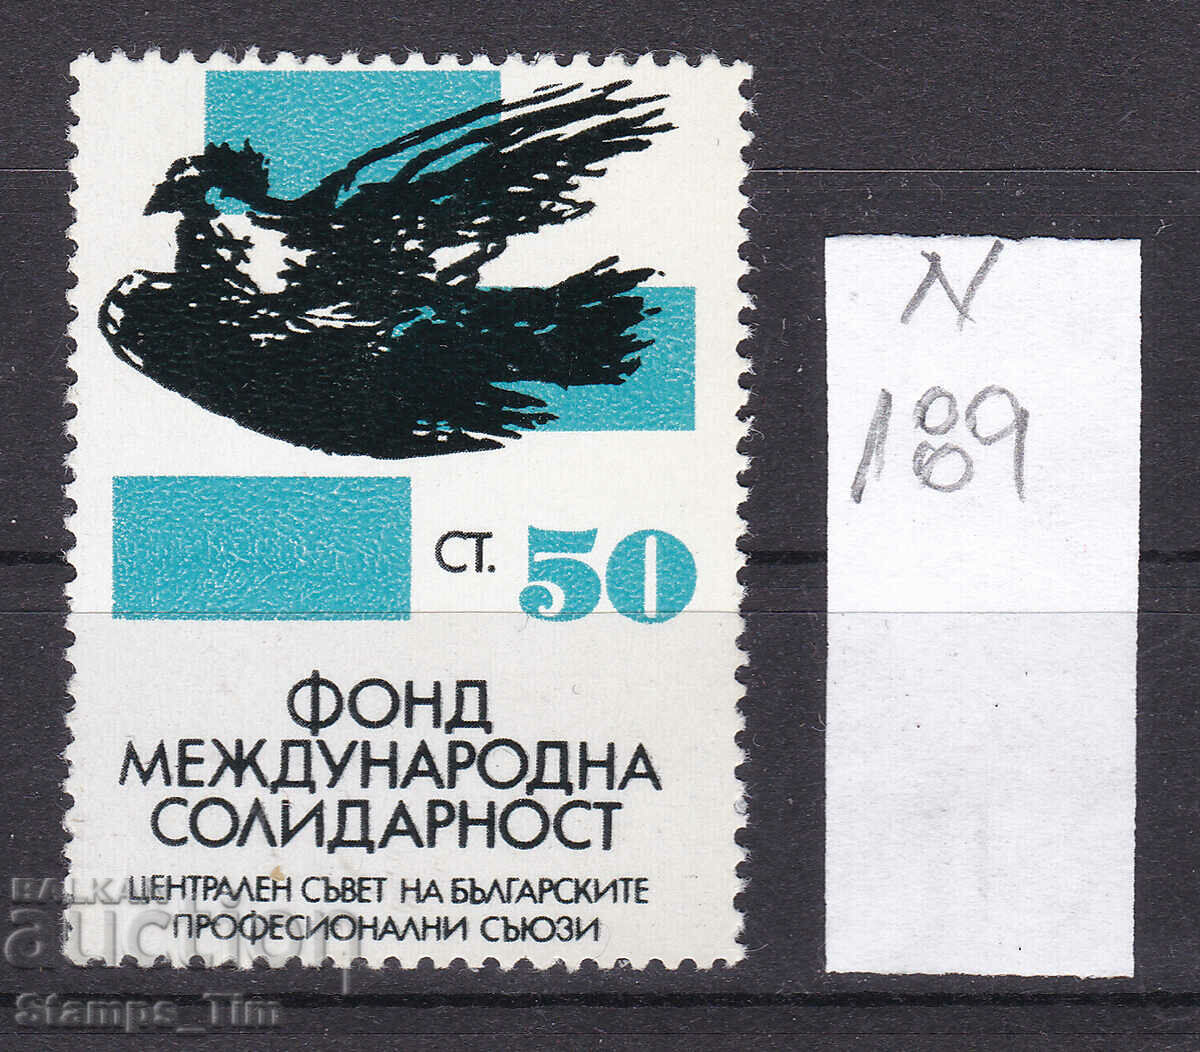 СТ. 50
ФОНД
МЕЖДУНАРОДНА
СОЛИДАРНОСТ
ЦЕНТРАЛЕН СЪВЕТ НА БЪЛГАРСКИТЕ
ПРОФЕСИОНАЛНИ СЪЮЗИ
N
189
BALKAN
auction
Stamps_Tim